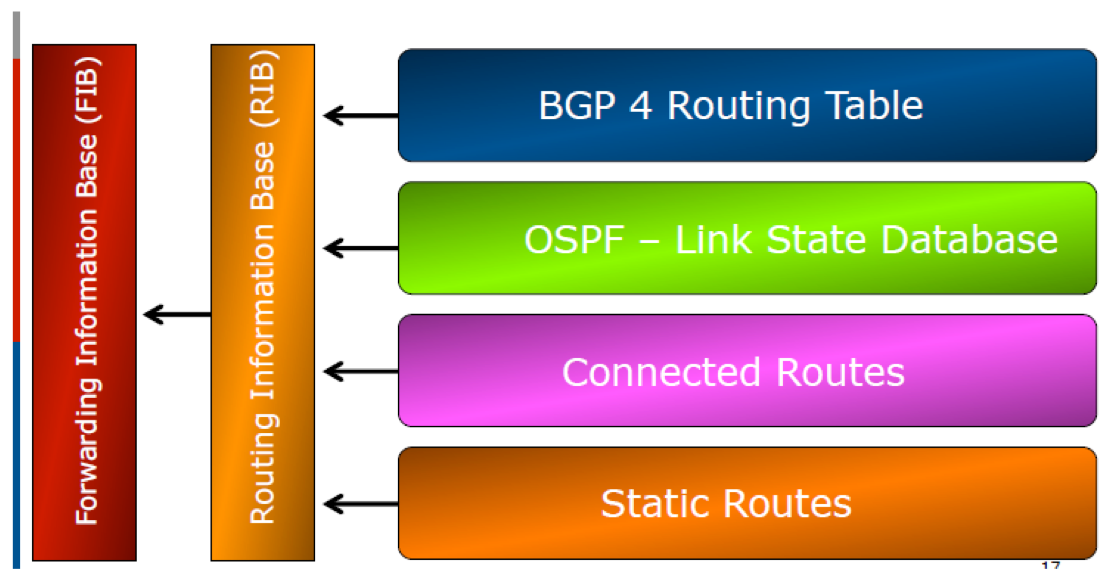 Forwarding Information Base (FIB)
Routing Information Base (RIB)
BGP 4 Routing Table
OSPF – Link State Database
Connected Routes
Static Routes
17